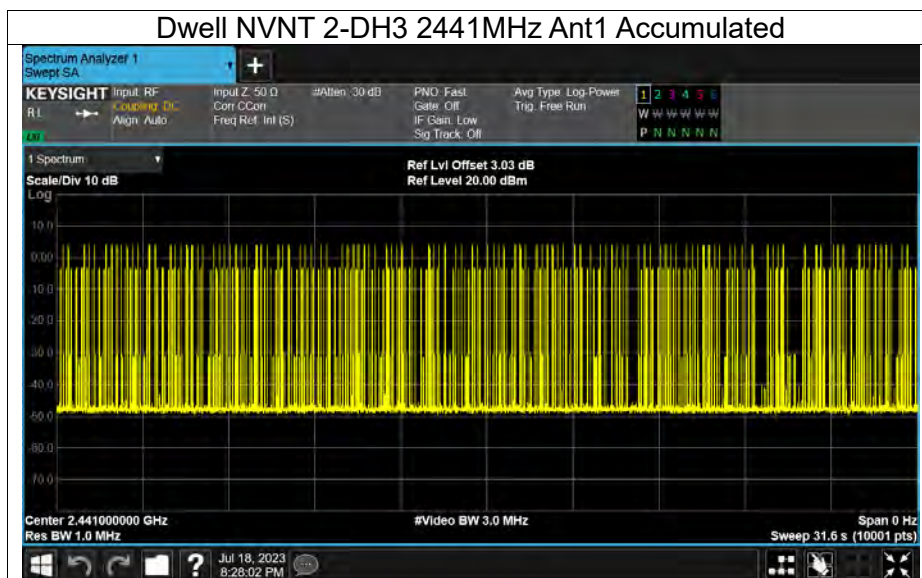 Dwell NVNT 2-DH3 2441MHz Ant1 Accumulated
Spectrum Analyzer 1
Swept SA
+
KEYSIGHT
Input: RF
Coupling: DC
Align: Auto
Input Z: 50 Ω
Corr CCorr
Freq Ref: Int (S)
#Atten: 30 dB
PNO: Fast
Gate: Off
IF Gain: Low
Sig Track: Off
Avg Type: Log-Power
Trig: Free Run
1 2 3 4 5 6
W W W W W W
P N N N N N
1 Spectrum
Scale/Div 10 dB
Log
Ref Lvl Offset 3.03 dB
Ref Level 20.00 dBm
10.0
0.00
-10.0
-20.0
-30.0
-40.0
-50.0
-60.0
-70.0
Center 2.441000000 GHz
Res BW 1.0 MHz
#Video BW 3.0 MHz
Span 0 Hz
Sweep 31.6 s (10001 pts)
?
Jul 18, 2023
8:28:02 PM